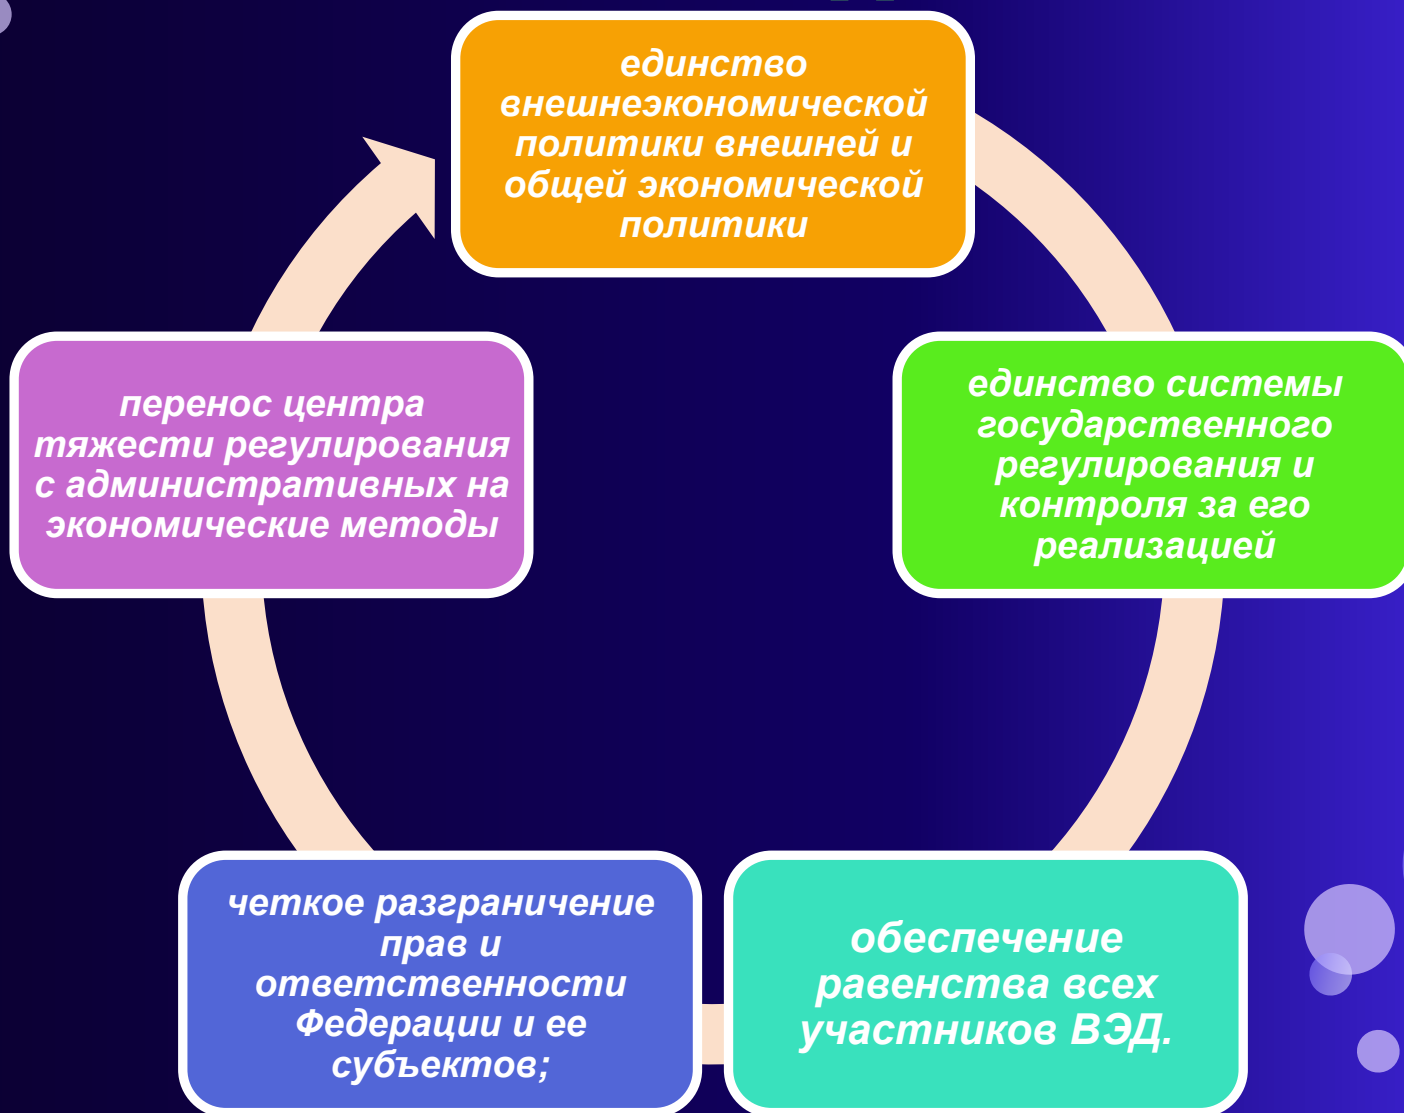 единство
внешнеэкономической
политики внешней и
общей экономической
политики
единство системы
государственного
регулирования и
контроля за его
реализацией
обеспечение
равенства всех
участников ВЭД.
четкое разграничение
прав и
ответственности
Федерации и ее
субъектов;
перенос центра
тяжести регулирования
с административных на
экономические методы